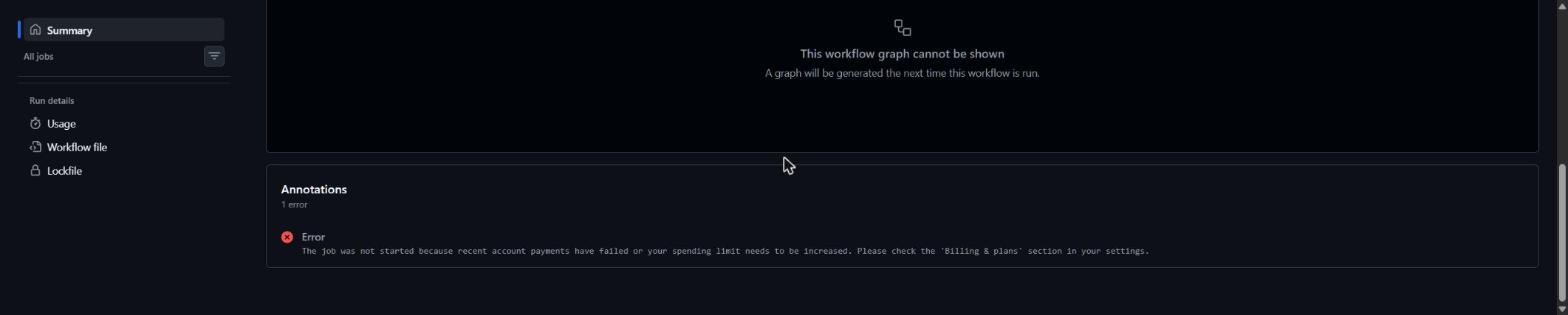 Summary
All jobs
Run details
Usage
Workflow file
Lockfile
This workflow graph cannot be shown
A graph will be generated the next time this workflow is run.
Annotations
1 error
Error
The job was not started because recent account payments have failed or your spending limit needs to be increased. Please check the 'Billing & plans' section in your settings.